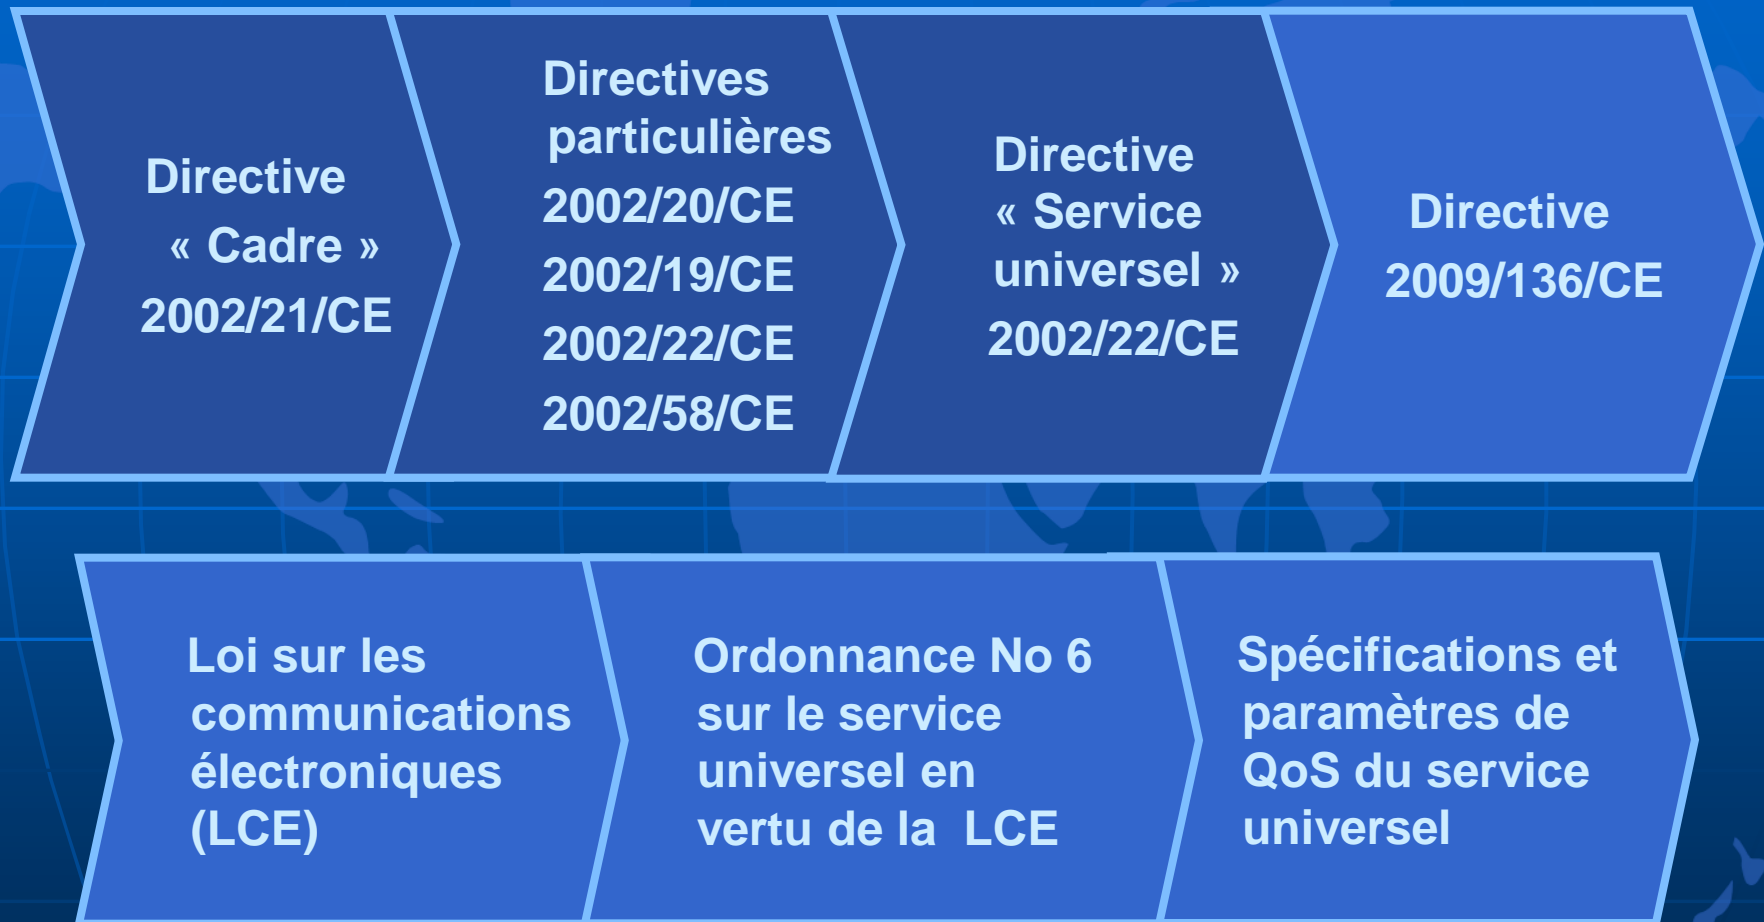 Directive
« Cadre »
2002/21/CE
Directives
particulières
2002/20/CE
2002/19/CE
2002/22/CE
2002/58/CE
Directive
« Service
universel »
2002/22/CE
Directive
2009/136/CE
Loi sur les
communications
électroniques
(LCE)
Ordonnance No 6
sur le service
universel en
vertu de la LCE
Spécifications et
paramètres de
QoS du service
universel